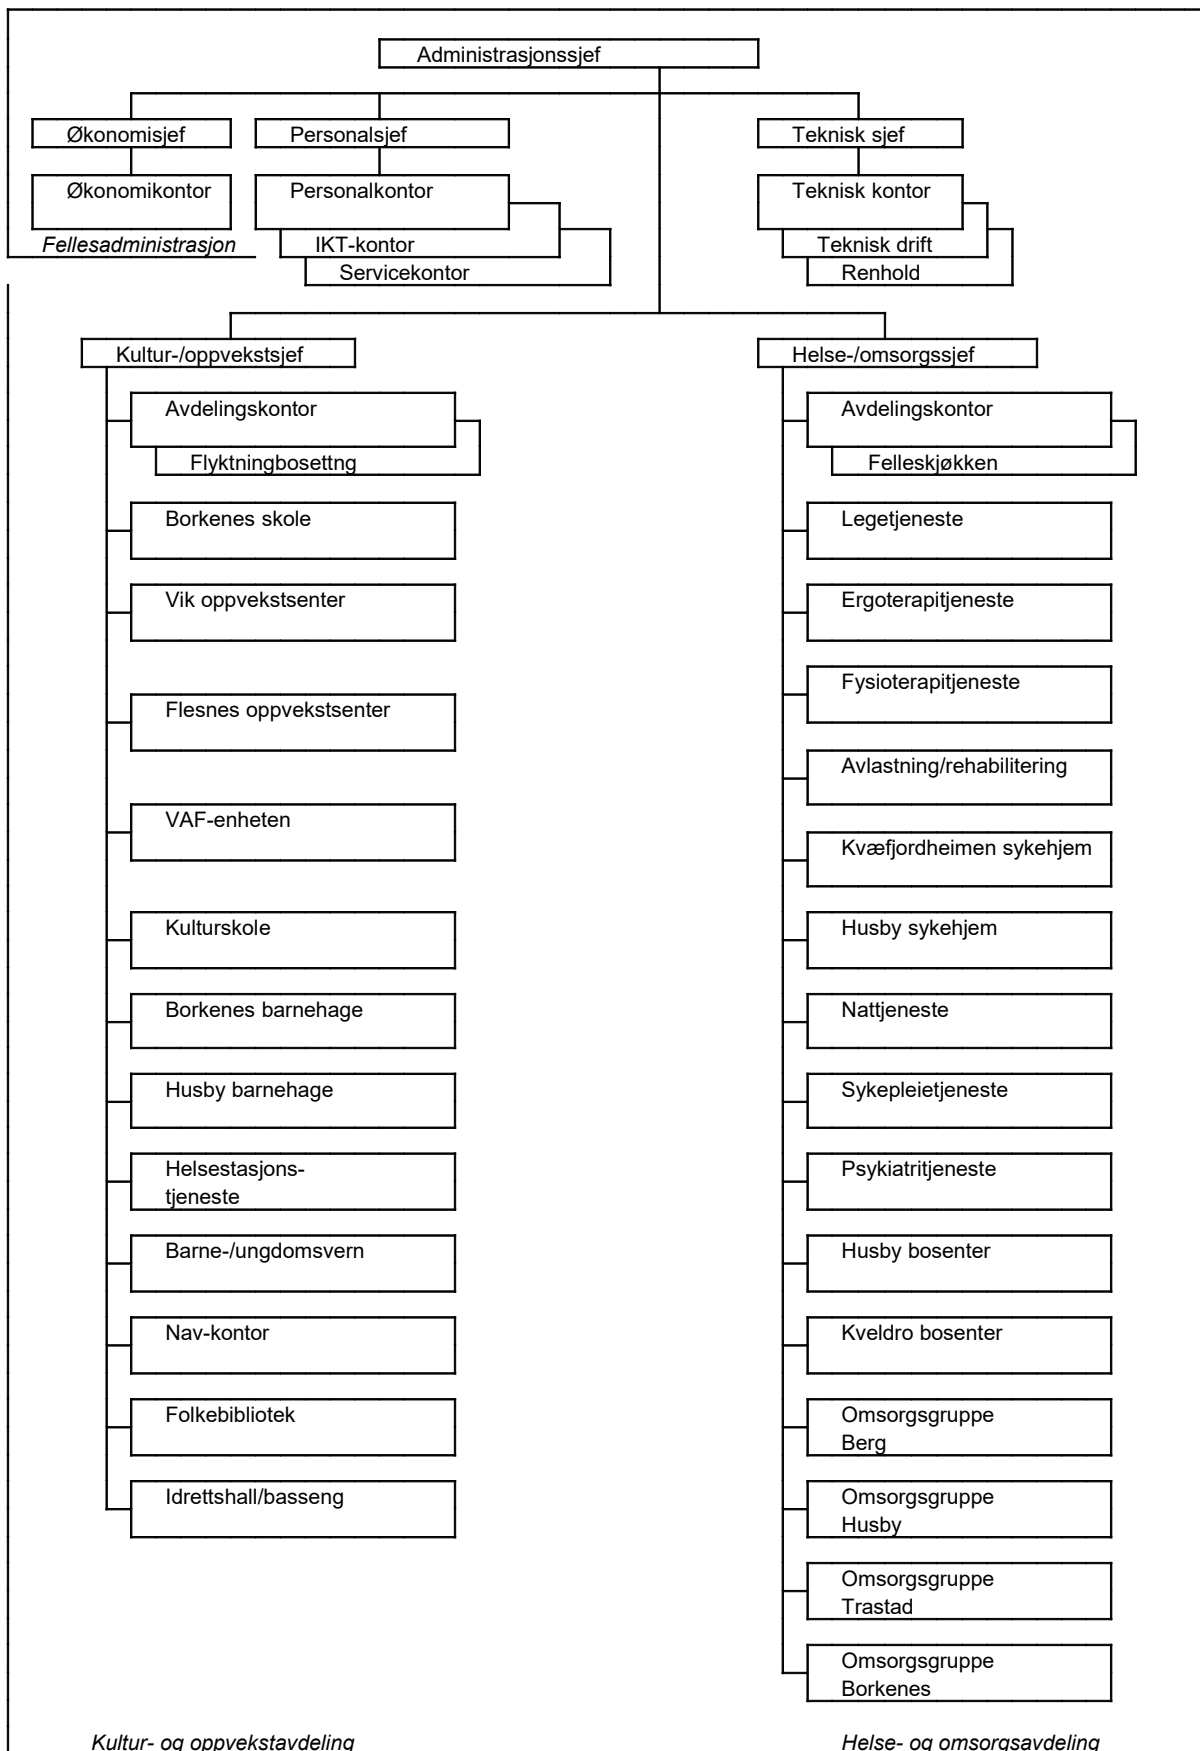 Administrasjonssjef
Økonomisjef
Personalsjef
Teknisk sjef
Økonomikontor
Personalkontor
Teknisk kontor
Fellesadministrasjon
IKT-kontor
Teknisk drift
Servicekontor
Renhold
Kultur-/oppvekstsjef
Helse-/omsorgssjef
Avdelingskontor
Flyktningbosettng
Borkenes skole
Vik oppvekstsenter
Flesnes oppvekstsenter
VAF-enheten
Kulturskole
Borkenes barnehage
Husby barnehage
Helsestasjons-
tjeneste
Barne-/ungdomsvern
Nav-kontor
Folkebibliotek
Idrettshall/basseng
Avdelingskontor
Felleskjøkken
Legetjeneste
Ergoterapitjeneste
Fysioterapitjeneste
Avlastning/rehabilitering
Kvæfjordheimen sykehjem
Husby sykehjem
Nattjeneste
Sykepleietjeneste
Psykiatritjeneste
Husby bosenter
Kveldro bosenter
Omsorgsgruppe
Berg
Omsorgsgruppe
Husby
Omsorgsgruppe
Trastad
Omsorgsgruppe
Borkenes
Kultur- og oppvekstavdeling
Helse- og omsorgsavdeling